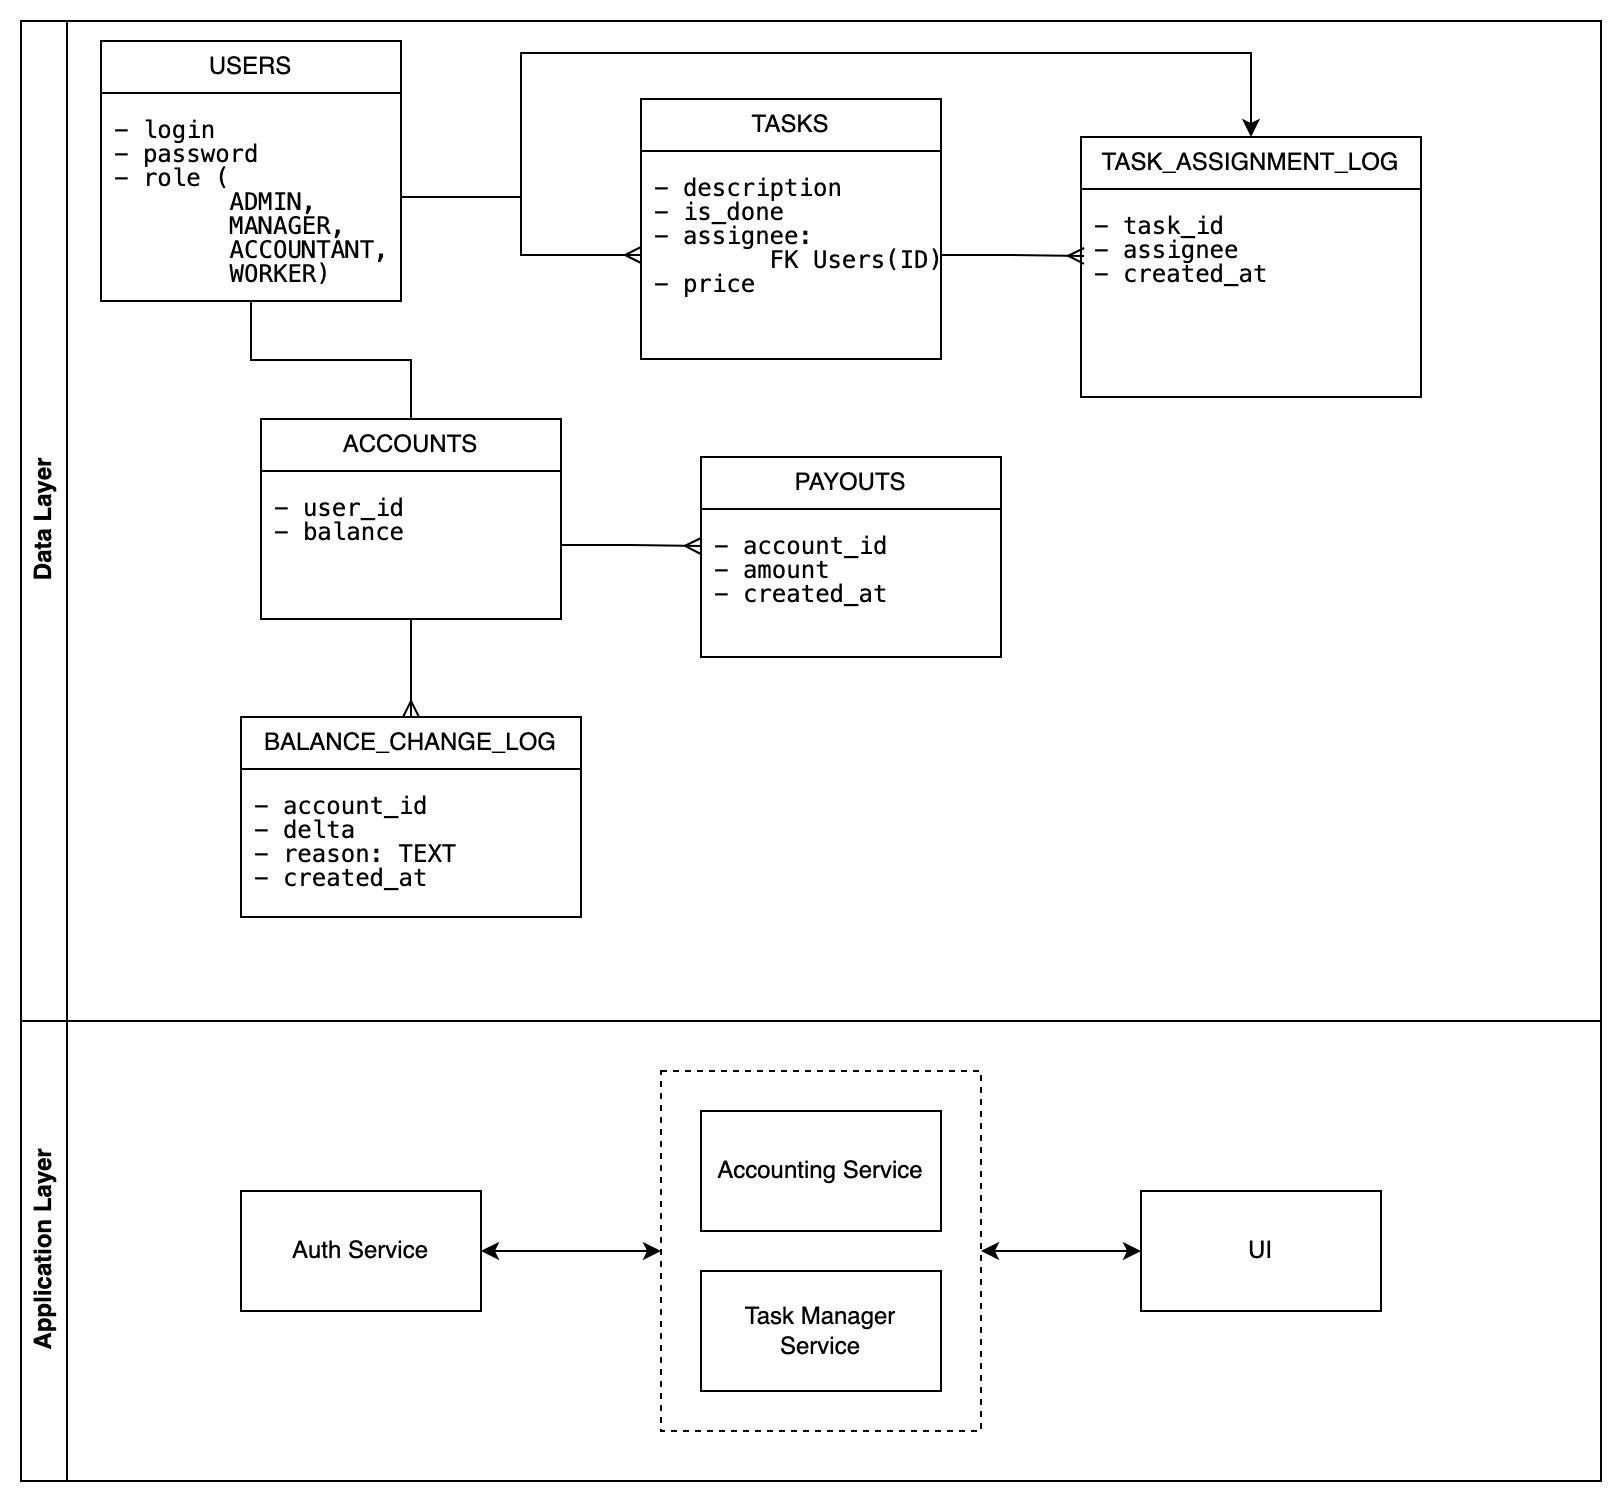 Data Layer
USERS
- login
- password
- role (
ADMIN,
MANAGER,
ACCOUNTANT,
WORKER)
TASKS
- description
- is_done
- assignee:
FK Users(ID)
- price
TASK_ASSIGNMENT_LOG
- task_id
- assignee
- created_at
ACCOUNTS
- user_id
- balance
PAYOUTS
- account_id
- amount
- created_at
BALANCE_CHANGE_LOG
- account_id
- delta
- reason: TEXT
- created_at
Application Layer
Auth Service
Accounting Service
Task Manager
Service
UI